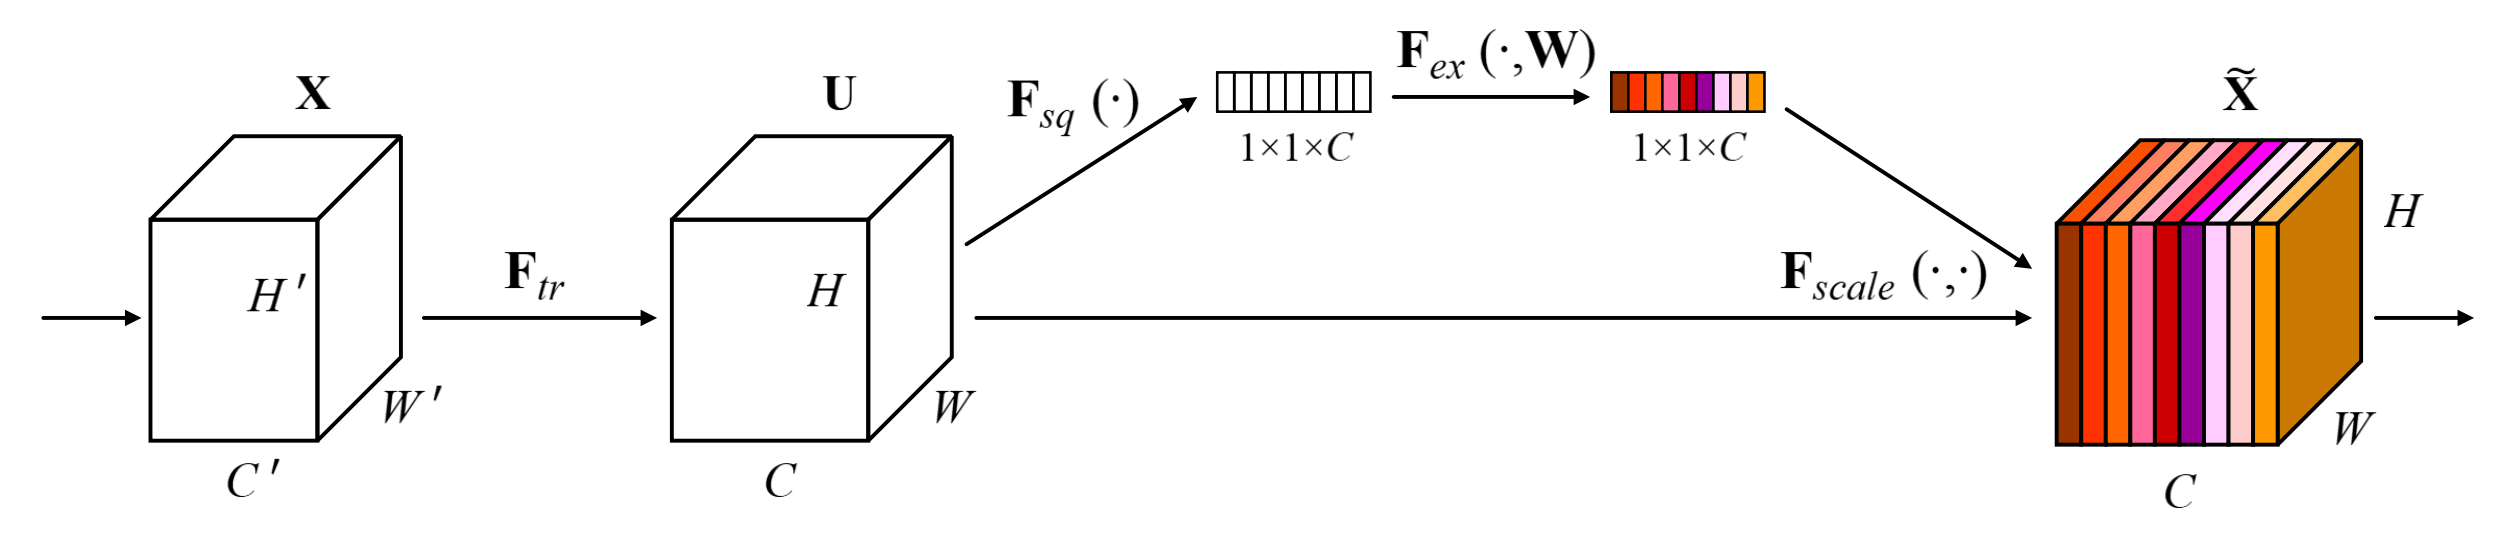 X
H′
W′
C′
F_tr
U
H
W
C
F_sq (·)
1×1×C
F_ex (·,W)
1×1×C
F_scale (·,·)
X̃
H
W
C